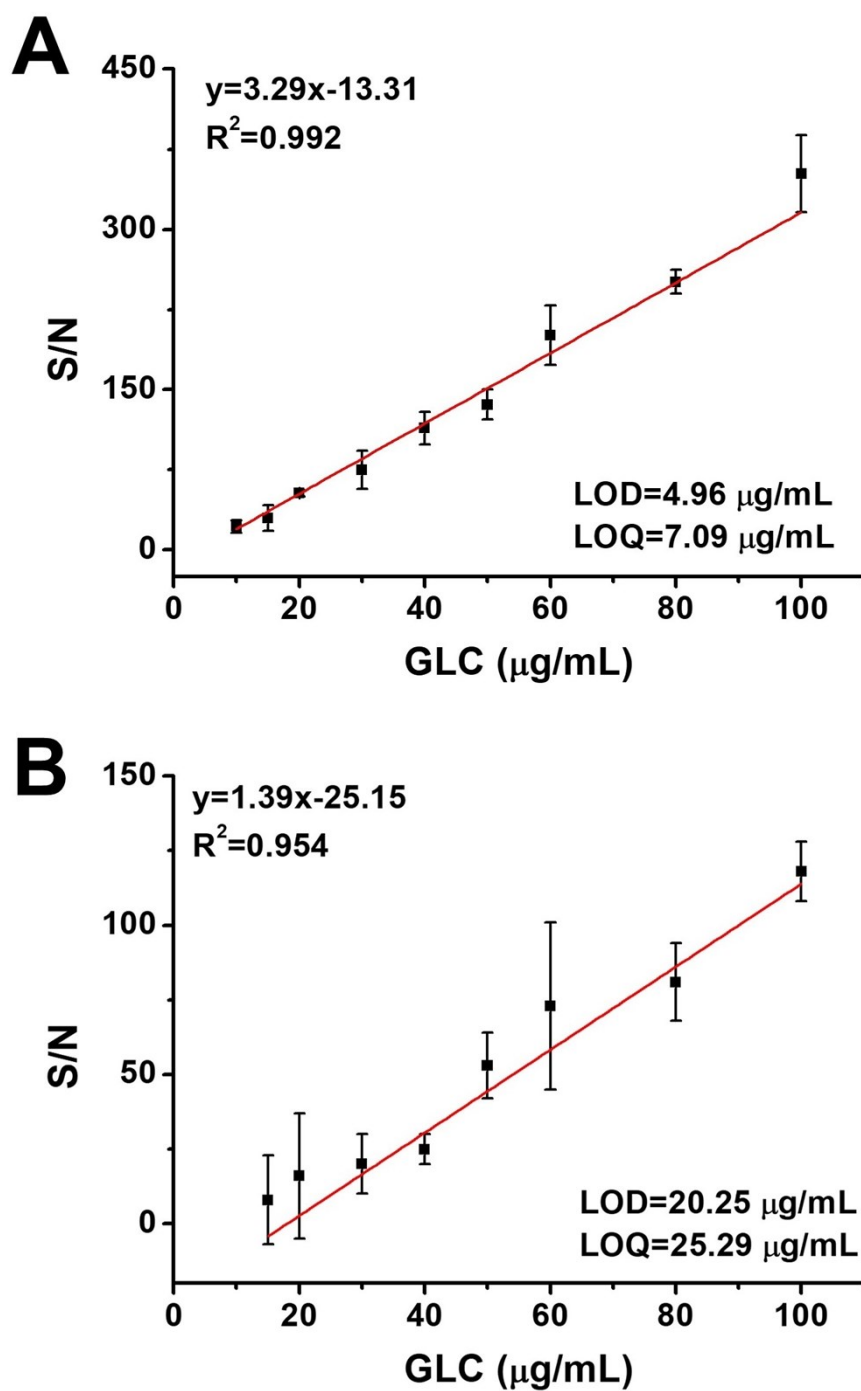 A
y=3.29x-13.31
R²=0.992
450
300
150
0
S/N
LOD=4.96 μg/mL
LOQ=7.09 μg/mL
0 20 40 60 80 100
GLC (μg/mL)
B
y=1.39x-25.15
R²=0.954
150
100
50
0
S/N
LOD=20.25 μg/mL
LOQ=25.29 μg/mL
0 20 40 60 80 100
GLC (μg/mL)